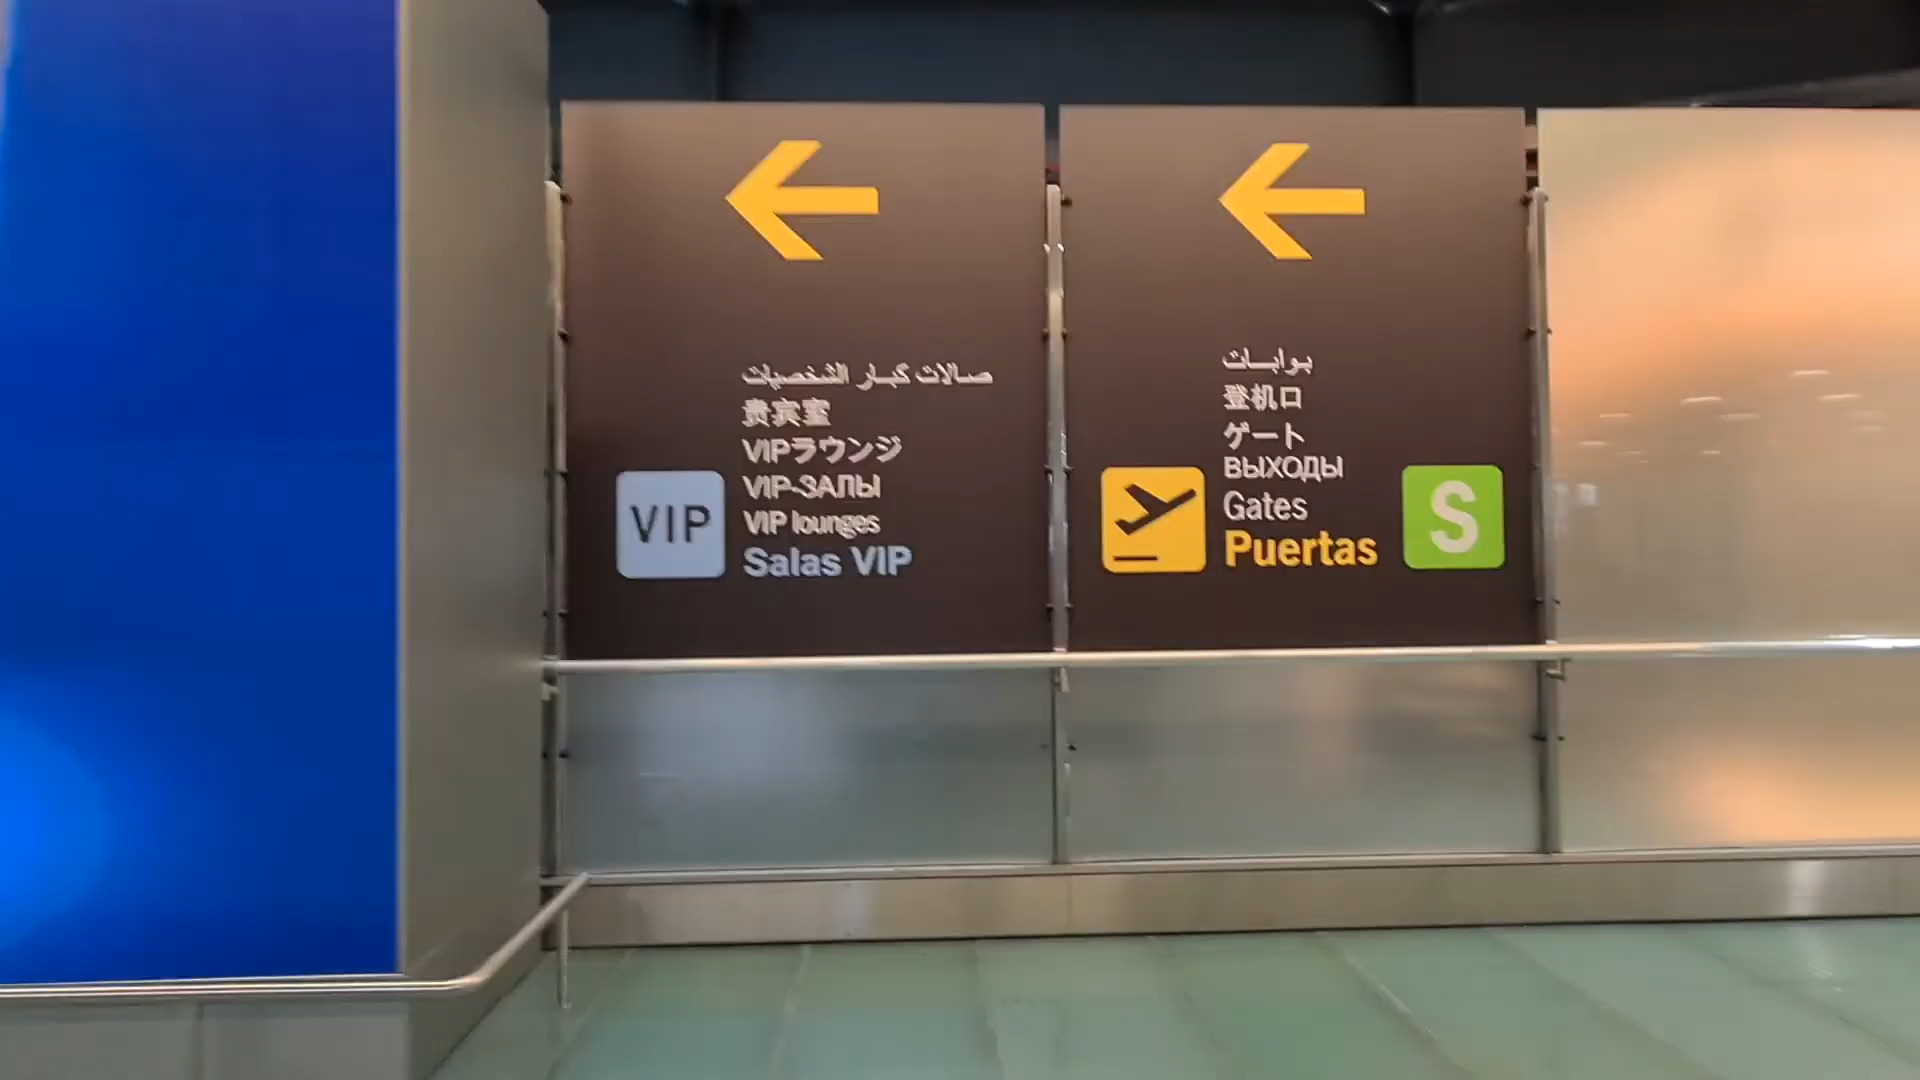 صالات كبار الشخصيات
贵宾室
VIPラウンジ
VIP-ЗАЛЫ
VIP lounges
VIP
Salas VIP
بوابات
登机口
ゲート
ВЫХОДЫ
Gates
Puertas
S